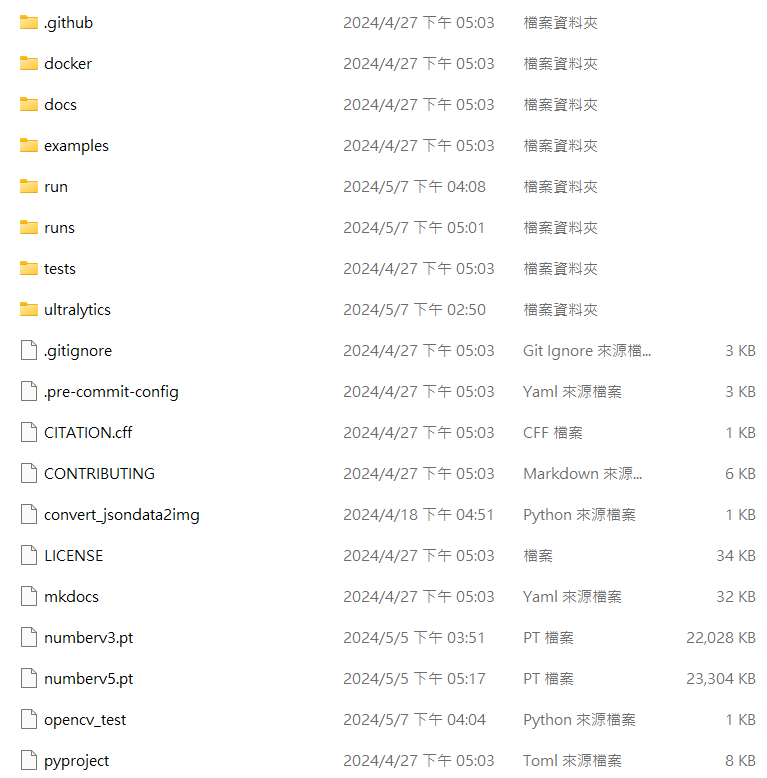 .github 2024/4/27 下午 05:03 檔案資料夾
docker 2024/4/27 下午 05:03 檔案資料夾
docs 2024/4/27 下午 05:03 檔案資料夾
examples 2024/4/27 下午 05:03 檔案資料夾
run 2024/5/7 下午 04:08 檔案資料夾
runs 2024/5/7 下午 05:01 檔案資料夾
tests 2024/4/27 下午 05:03 檔案資料夾
ultralytics 2024/5/7 下午 02:50 檔案資料夾
.gitignore 2024/4/27 下午 05:03 Git Ignore 來源檔... 3 KB
.pre-commit-config 2024/4/27 下午 05:03 Yaml 來源檔案 3 KB
CITATION.cff 2024/4/27 下午 05:03 CFF 檔案 1 KB
CONTRIBUTING 2024/4/27 下午 05:03 Markdown 來源... 6 KB
convert_jsondata2img 2024/4/18 下午 04:51 Python 來源檔案 1 KB
LICENSE 2024/4/27 下午 05:03 檔案 34 KB
mkdocs 2024/4/27 下午 05:03 Yaml 來源檔案 32 KB
numberv3.pt 2024/5/5 下午 03:51 PT 檔案 22,028 KB
numberv5.pt 2024/5/5 下午 05:17 PT 檔案 23,304 KB
opencv_test 2024/5/7 下午 04:04 Python 來源檔案 1 KB
pyproject 2024/4/27 下午 05:03 Toml 來源檔案 8 KB